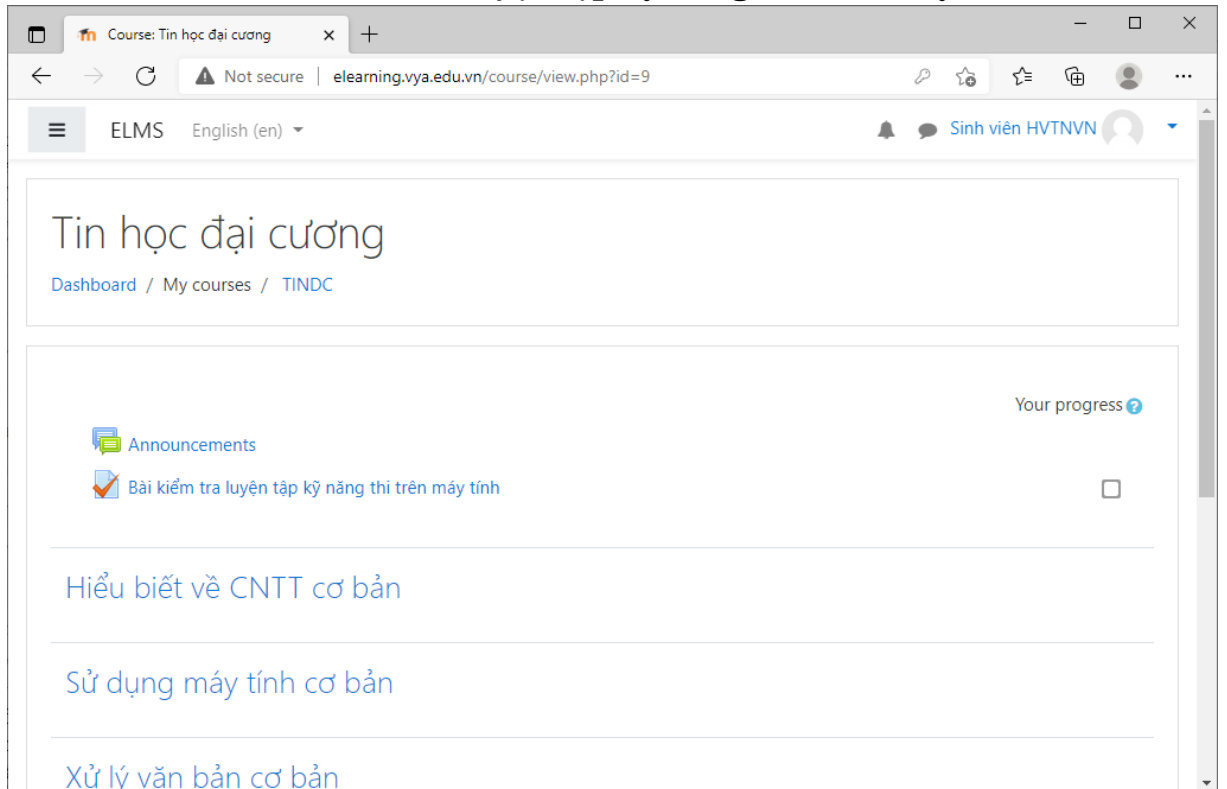 Course: Tin học đại cương
Not secure | elearning.vya.edu.vn/course/view.php?id=9
ELMS English (en) Sinh viên HVTNVN
Tin học đại cương
Dashboard / My courses / TINDC
Your progress
Announcements
Bài kiểm tra luyện tập kỹ năng thi trên máy tính
Hiểu biết về CNTT cơ bản
Sử dụng máy tính cơ bản
Xử lý văn bản cơ bản